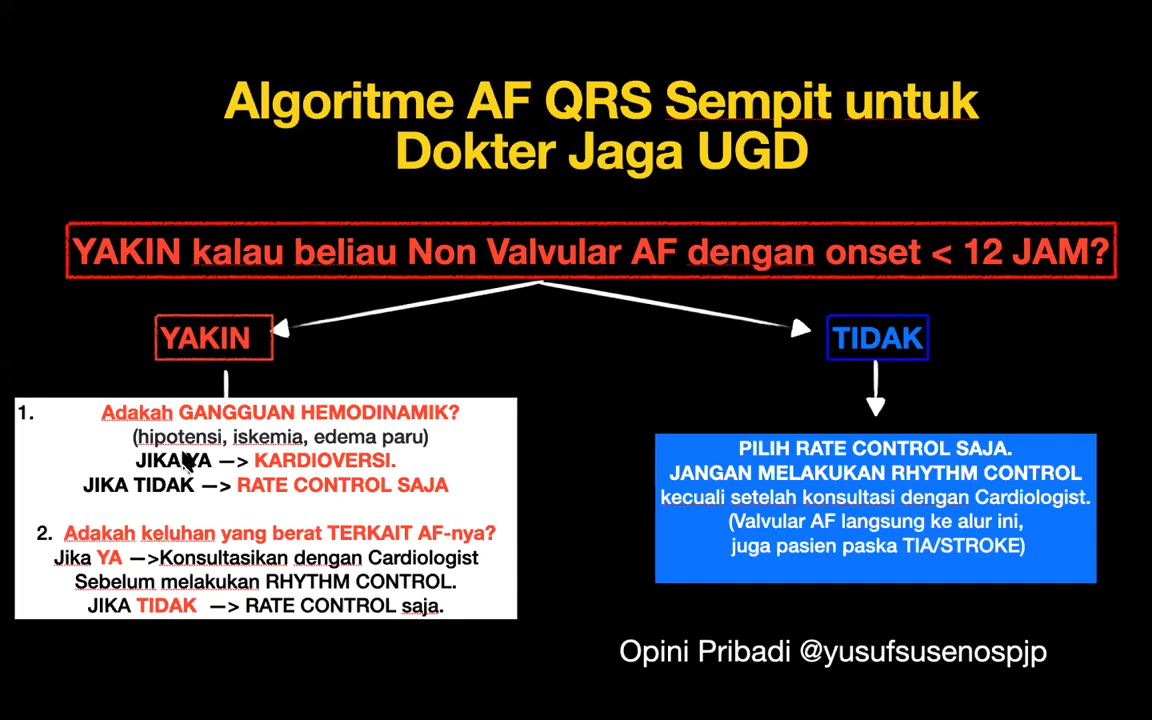 Algoritme AF QRS Sempit untuk
Dokter Jaga UGD
YAKIN kalau beliau Non Valvular AF dengan onset < 12 JAM?
YAKIN
TIDAK
1. Adakah GANGGUAN HEMODINAMIK?
(hipotensi, iskemia, edema paru)
JIKA YA —> KARDIOVERSI.
JIKA TIDAK —> RATE CONTROL SAJA
2. Adakah keluhan yang berat TERKAIT AF-nya?
Jika YA —>Konsultasikan dengan Cardiologist
Sebelum melakukan RHYTHM CONTROL.
JIKA TIDAK —> RATE CONTROL saja.
PILIH RATE CONTROL SAJA.
JANGAN MELAKUKAN RHYTHM CONTROL
kecuali setelah konsultasi dengan Cardiologist.
(Valvular AF langsung ke alur ini,
juga pasien paska TIA/STROKE)
Opini Pribadi @yusufsusenospjp